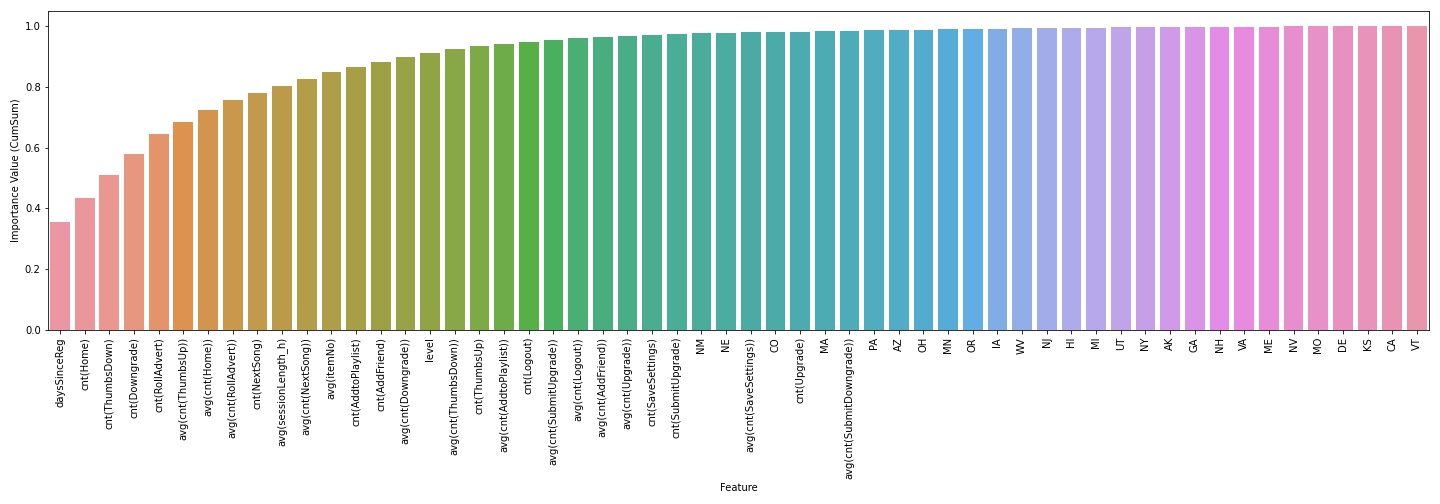 Importance Value (CumSum)
1.0
0.8
0.6
0.4
0.2
0.0
daysSinceReg
cnt(Home)
cnt(ThumbsDown)
cnt(Downgrade)
cnt(RollAdvert)
avg(cnt(ThumbsUp))
avg(cnt(Home))
avg(cnt(RollAdvert))
cnt(NextSong)
avg(sessionLength_h)
avg(cnt(NextSong))
avg(itemNo)
cnt(AddtoPlaylist)
cnt(AddFriend)
avg(cnt(Downgrade))
level
avg(cnt(ThumbsDown))
cnt(ThumbsUp)
avg(cnt(AddtoPlaylist))
cnt(Logout)
avg(cnt(SubmitUpgrade))
avg(cnt(Logout))
avg(cnt(AddFriend))
avg(cnt(Upgrade))
cnt(SaveSettings)
cnt(SubmitUpgrade)
NM
NE
avg(cnt(SaveSettings))
CO
cnt(Upgrade)
MA
avg(cnt(SubmitDowngrade))
PA
AZ
OH
MN
OR
IA
WV
NJ
HI
MI
UT
NY
AK
GA
NH
VA
ME
NV
MO
DE
KS
CA
VT
Feature